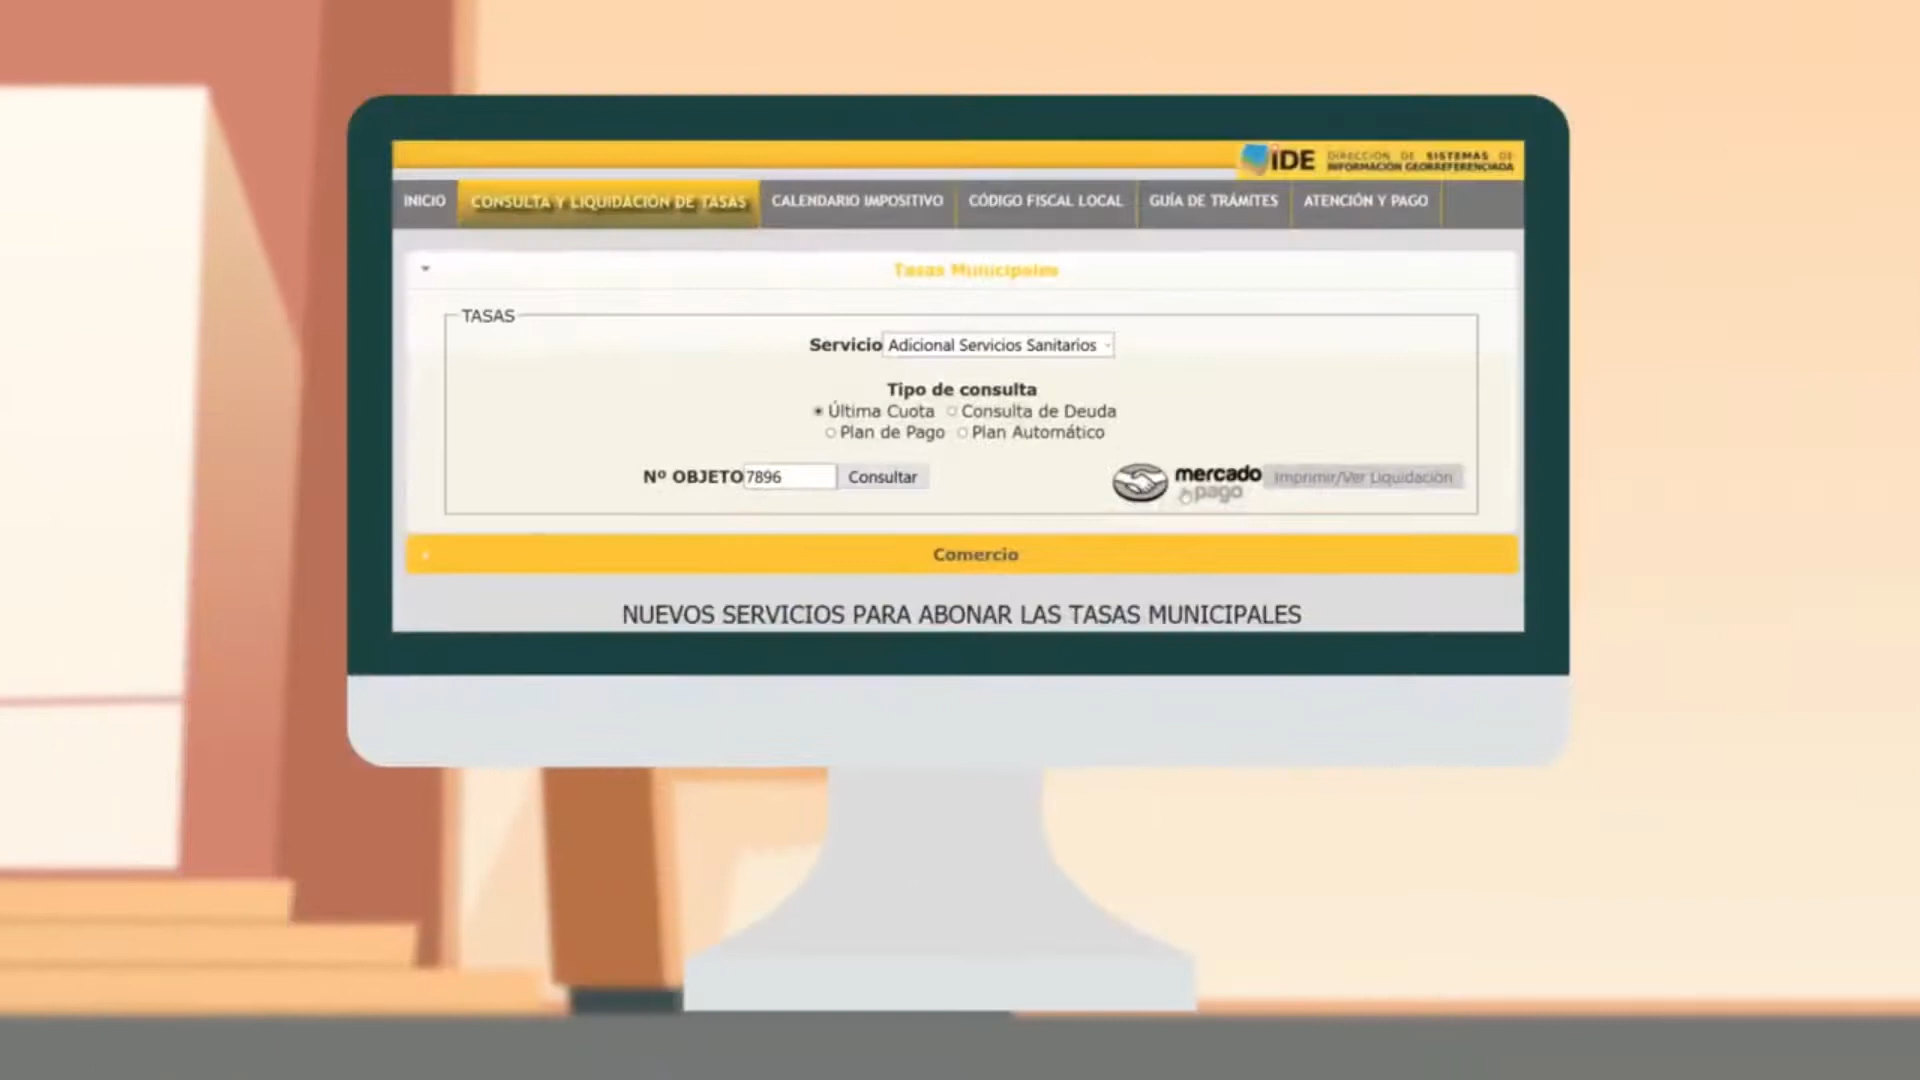 IDE DIRECCIÓN DE SISTEMAS DE
INFORMACIÓN GEORREFERENCIADA
INICIO CONSULTA Y LIQUIDACIÓN DE TASAS CALENDARIO IMPOSITIVO CÓDIGO FISCAL LOCAL GUÍA DE TRÁMITES ATENCIÓN Y PAGO
Tasas Municipales
TASAS
Servicio Adicional Servicios Sanitarios
Tipo de consulta
Última Cuota Consulta de Deuda
Plan de Pago Plan Automático
Nº OBJETO 7896 Consultar mercado pago Imprimir/Ver Liquidación
Comercio
NUEVOS SERVICIOS PARA ABONAR LAS TASAS MUNICIPALES